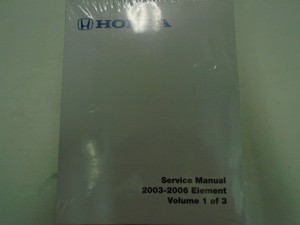 HONDA
Service Manual
2003-2006 Element
Volume 1 of 3